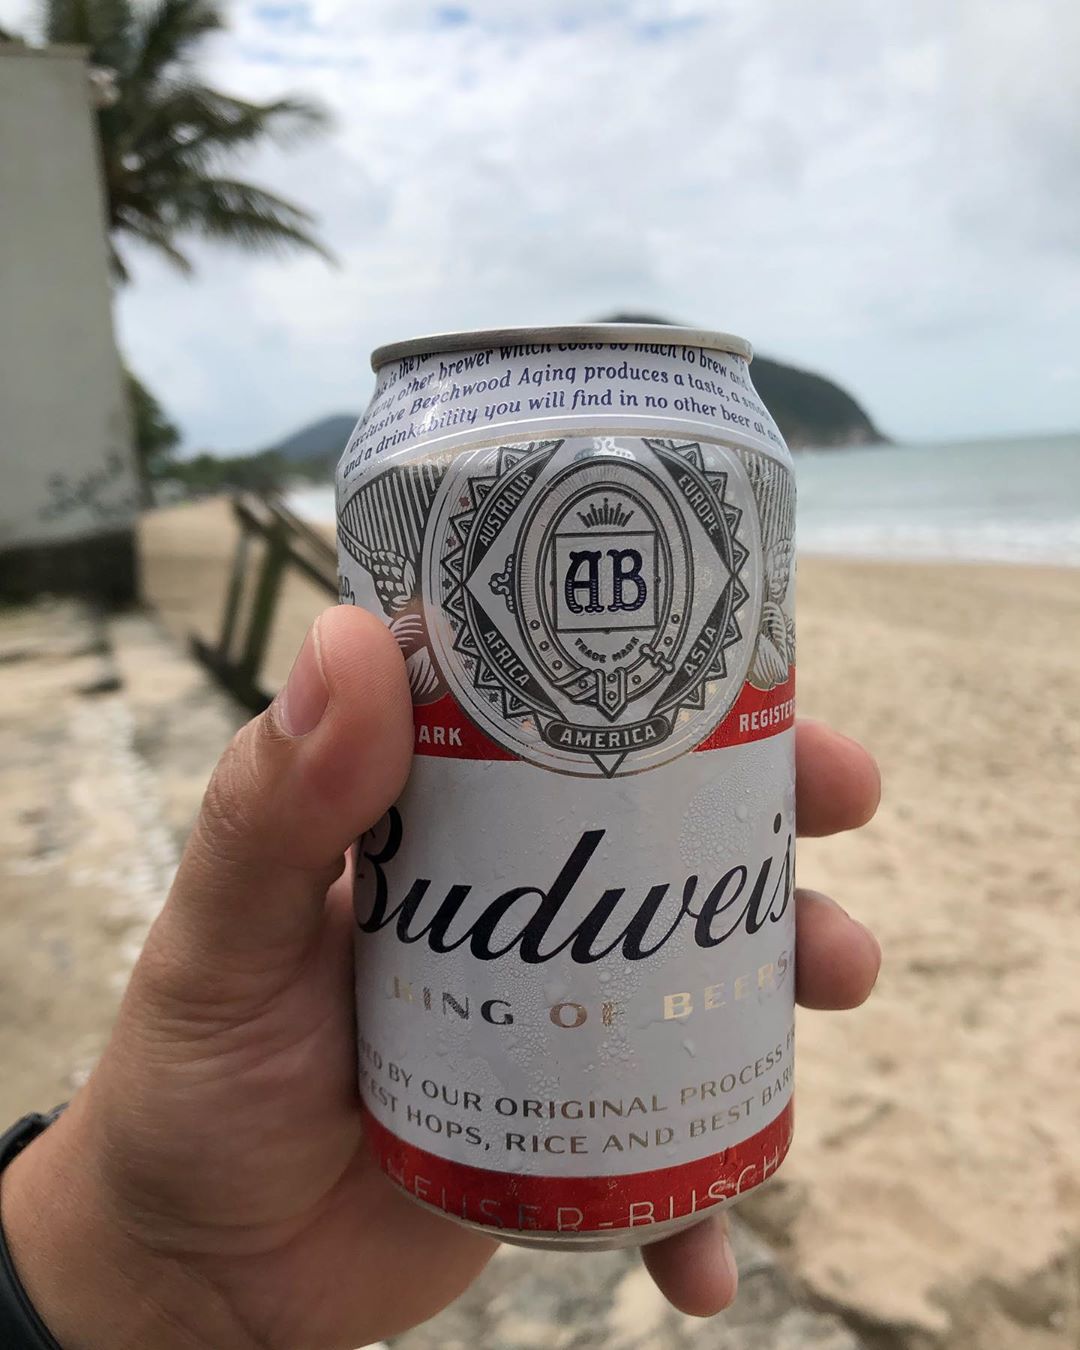 other brewer which costs so much to brew and
exclusive Beechwood Aging produces a taste, a
and a drinkability you will find in no other beer at
AUSTRALIA
EUROPE
AB
TRADE MARK
AFRICA
ASIA
AMERICA
ARK
REGISTER
Budweis
KING OF BEERS
BY OUR ORIGINAL PROCESS
HOPS, RICE AND BEST BAR
HEUSER-BUSCH